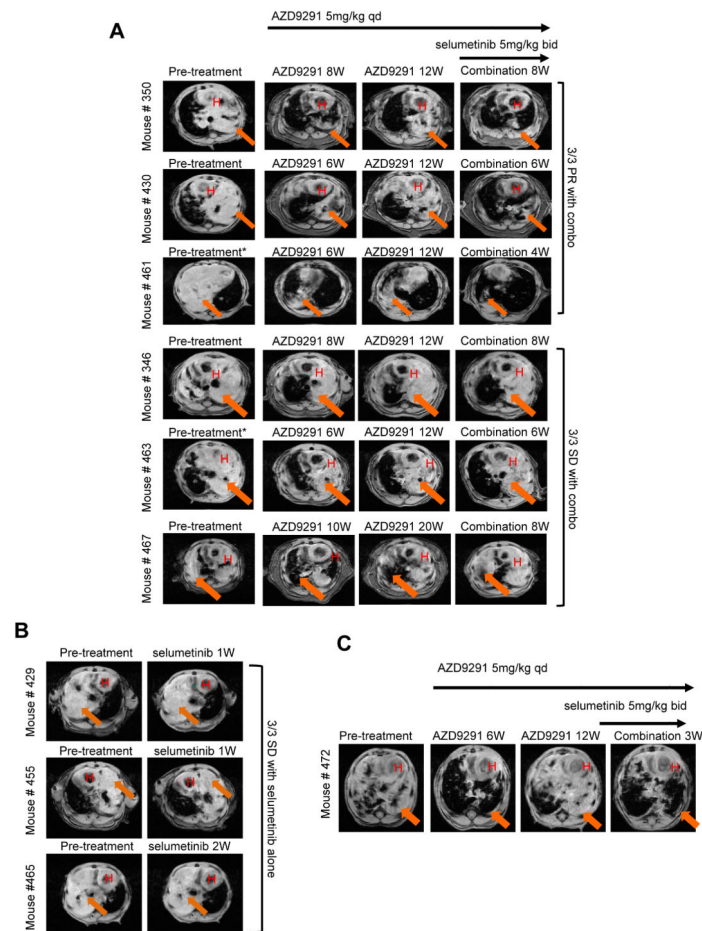 AZD9291 5mg/kg qd
A
selumetinib 5mg/kg bid
Pre-treatment AZD9291 8W AZD9291 12W Combination 8W
Mouse # 350
H H H H
Pre-treatment AZD9291 6W AZD9291 12W Combination 6W
Mouse # 430
H H H H
3/3 PR with combo
Pre-treatment* AZD9291 6W AZD9291 12W Combination 4W
Mouse # 461
Pre-treatment AZD9291 8W AZD9291 12W Combination 8W
Mouse # 346
H H H H
Pre-treatment* AZD9291 6W AZD9291 12W Combination 6W
Mouse # 463
H H H H
3/3 SD with combo
Pre-treatment AZD9291 10W AZD9291 20W Combination 8W
Mouse # 467
H H H H
B
Pre-treatment selumetinib 1W
Mouse # 429
H H
Pre-treatment selumetinib 1W
Mouse # 455
H H
3/3 SD with selumetinib alone
Pre-treatment selumetinib 2W
Mouse #465
H H
C
AZD9291 5mg/kg qd
selumetinib 5mg/kg bid
Pre-treatment AZD9291 6W AZD9291 12W Combination 3W
Mouse # 472
H H H H